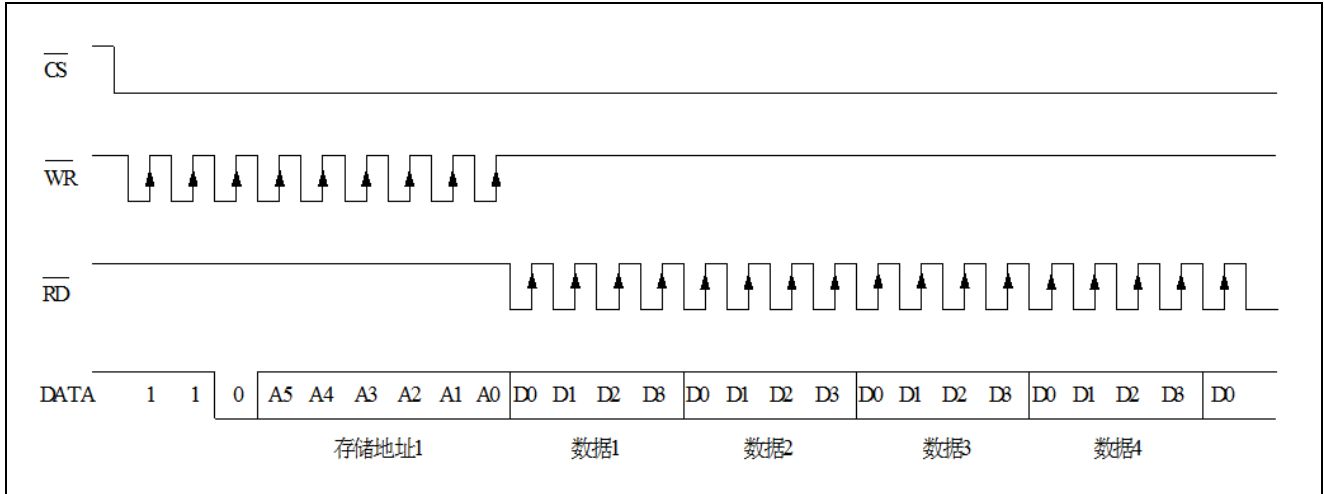 CS
WR
RD
DATA 1 1 0 A5 A4 A3 A2 A1 A0 D0 D1 D2 D3 D0 D1 D2 D3 D0 D1 D2 D3 D0 D1 D2 D3 D0
存储地址1 数据1 数据2 数据3 数据4